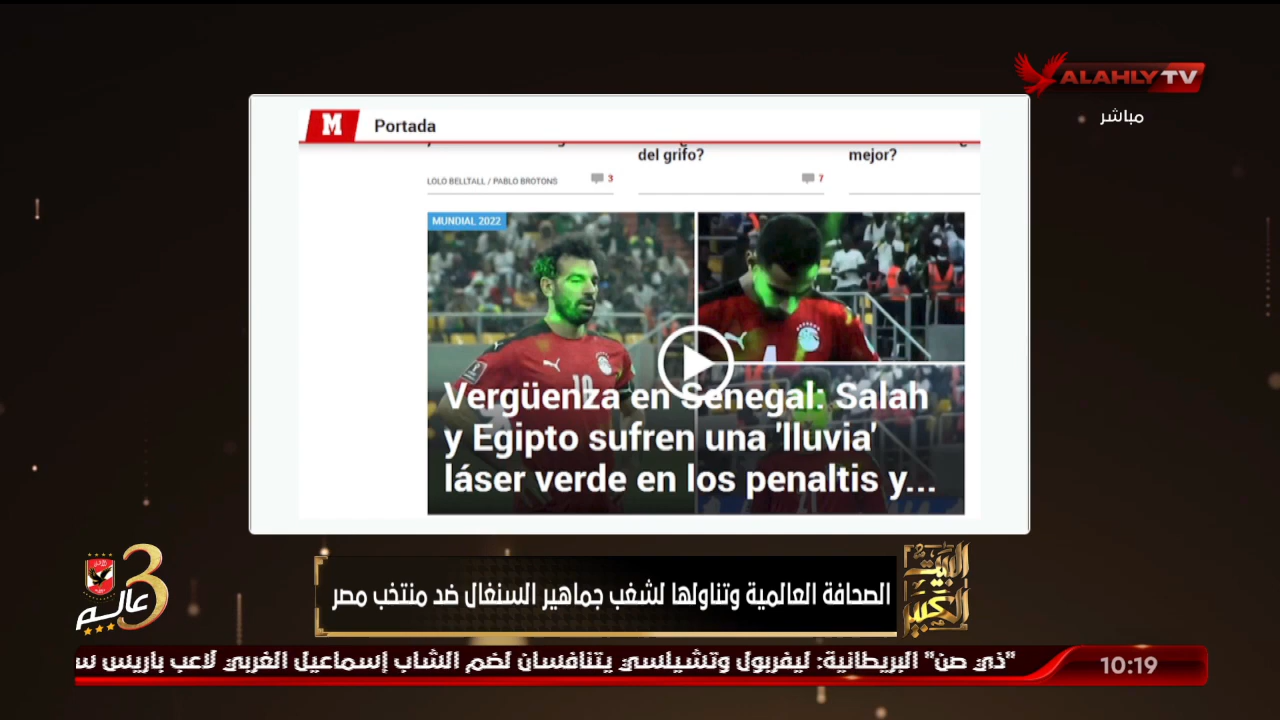 ALAHLY TV
مباشر
M Portada
del grifo?
mejor?
LOLO BELLTALL / PABLO BROTONS
3
7
MUNDIAL 2022
Vergüenza en Senegal: Salah
y Egipto sufren una 'lluvia'
láser verde en los penaltis y...
3
عالم
البيت
الكبير
الصحافة العالمية وتناولها لشغب جماهير السنغال ضد منتخب مصر
"ذي صن" البريطانية: ليفربول وتشيلسي يتنافسان لضم الشاب إسماعيل الغربي لاعب باريس س
10:19